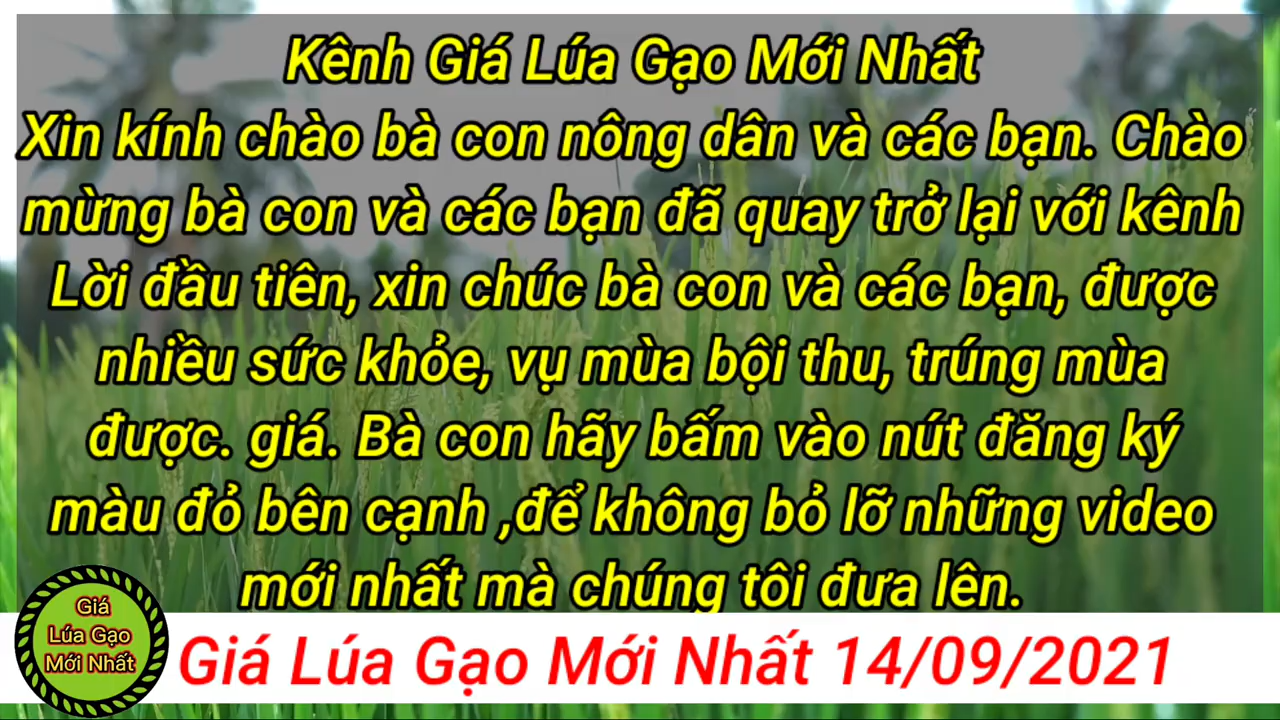 Kênh Giá Lúa Gạo Mới Nhất
Xin kính chào bà con nông dân và các bạn. Chào
mừng bà con và các bạn đã quay trở lại với kênh
Lời đầu tiên, xin chúc bà con và các bạn, được
nhiều sức khỏe, vụ mùa bội thu, trúng mùa
được. giá. Bà con hãy bấm vào nút đăng ký
màu đỏ bên cạnh ,để không bỏ lỡ những video
mới nhất mà chúng tôi đưa lên.
Giá
Lúa Gạo
Mới Nhất
Giá Lúa Gạo Mới Nhất 14/09/2021